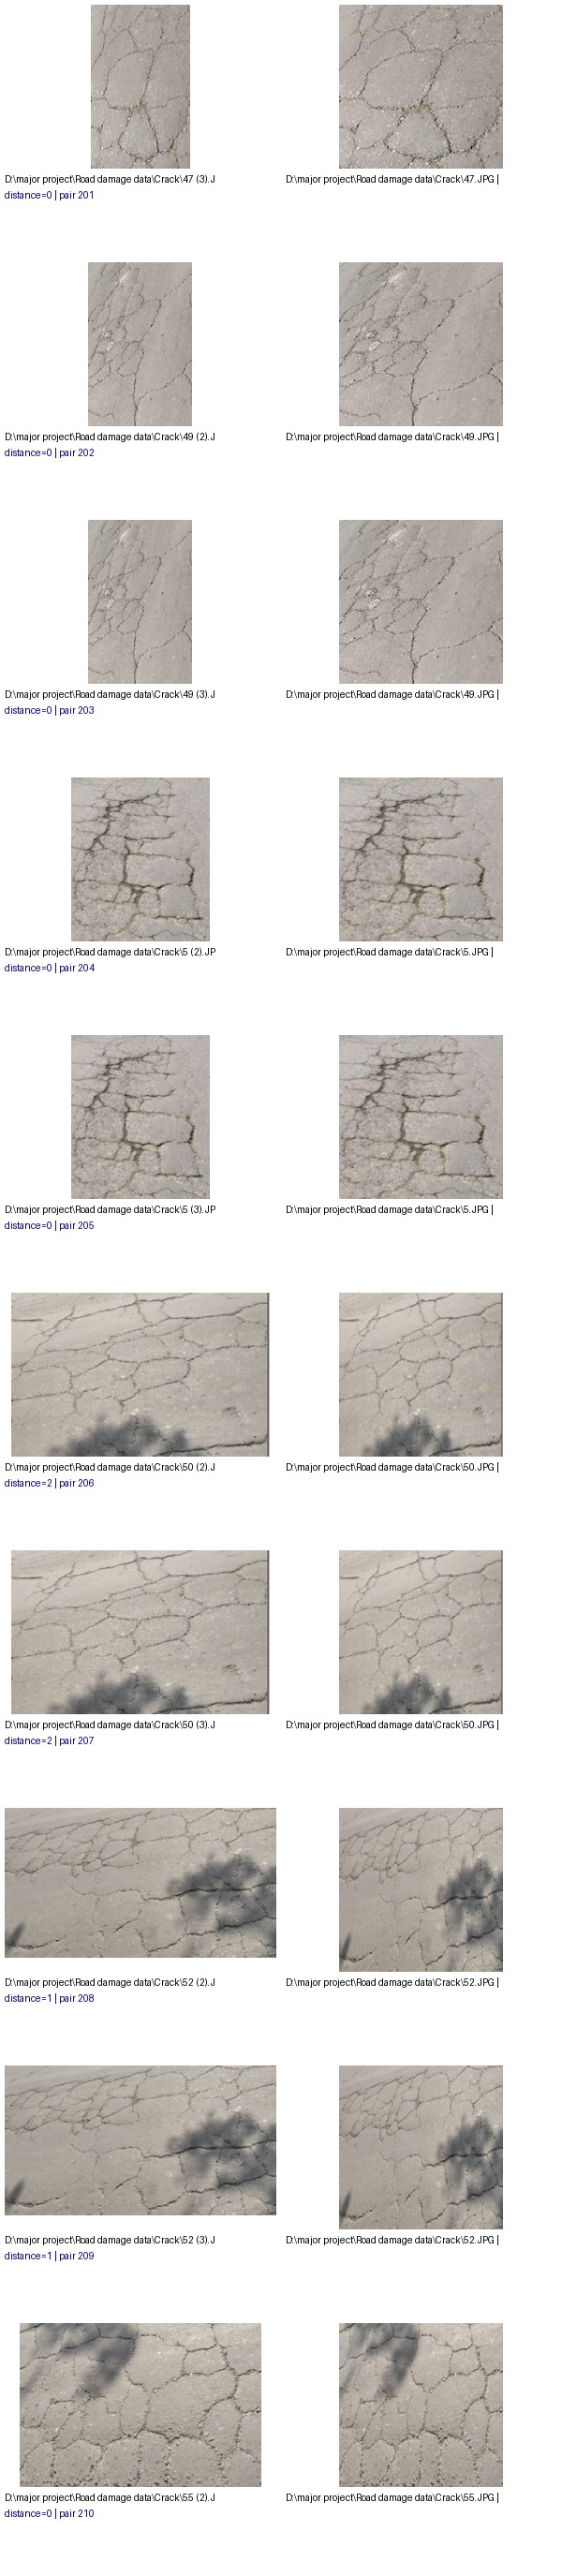 D:\major project\Road damage data\Crack\47 (3).J D:\major project\Road damage data\Crack\47.JPG |
distance=0 | pair 201
D:\major project\Road damage data\Crack\49 (2).J D:\major project\Road damage data\Crack\49.JPG |
distance=0 | pair 202
D:\major project\Road damage data\Crack\49 (3).J D:\major project\Road damage data\Crack\49.JPG |
distance=0 | pair 203
D:\major project\Road damage data\Crack\5 (2).JP D:\major project\Road damage data\Crack\5.JPG |
distance=0 | pair 204
D:\major project\Road damage data\Crack\5 (3).JP D:\major project\Road damage data\Crack\5.JPG |
distance=0 | pair 205
D:\major project\Road damage data\Crack\50 (2).J D:\major project\Road damage data\Crack\50.JPG |
distance=2 | pair 206
D:\major project\Road damage data\Crack\50 (3).J D:\major project\Road damage data\Crack\50.JPG |
distance=2 | pair 207
D:\major project\Road damage data\Crack\52 (2).J D:\major project\Road damage data\Crack\52.JPG |
distance=1 | pair 208
D:\major project\Road damage data\Crack\52 (3).J D:\major project\Road damage data\Crack\52.JPG |
distance=1 | pair 209
D:\major project\Road damage data\Crack\55 (2).J D:\major project\Road damage data\Crack\55.JPG |
distance=0 | pair 210